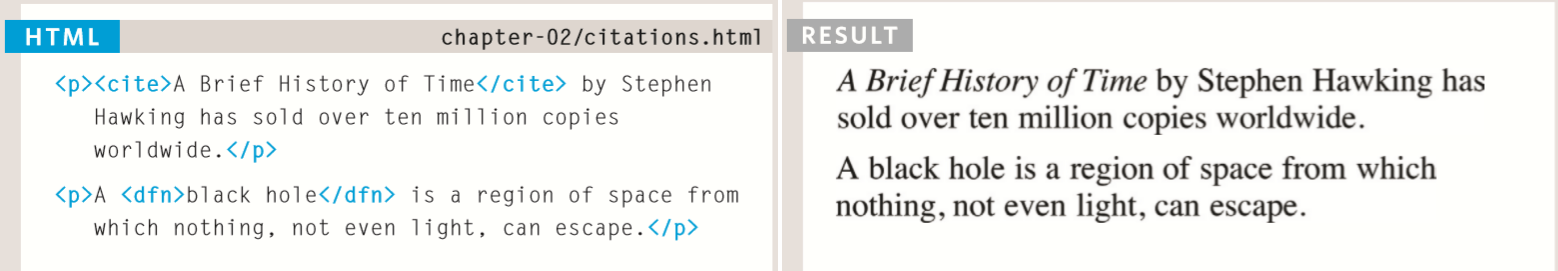 HTML
chapter-02/citations.html
<p><cite>A Brief History of Time</cite> by Stephen
Hawking has sold over ten million copies
worldwide.</p>
<p>A <dfn>black hole</dfn> is a region of space from
which nothing, not even light, can escape.</p>
RESULT
A Brief History of Time by Stephen Hawking has
sold over ten million copies worldwide.
A black hole is a region of space from which
nothing, not even light, can escape.